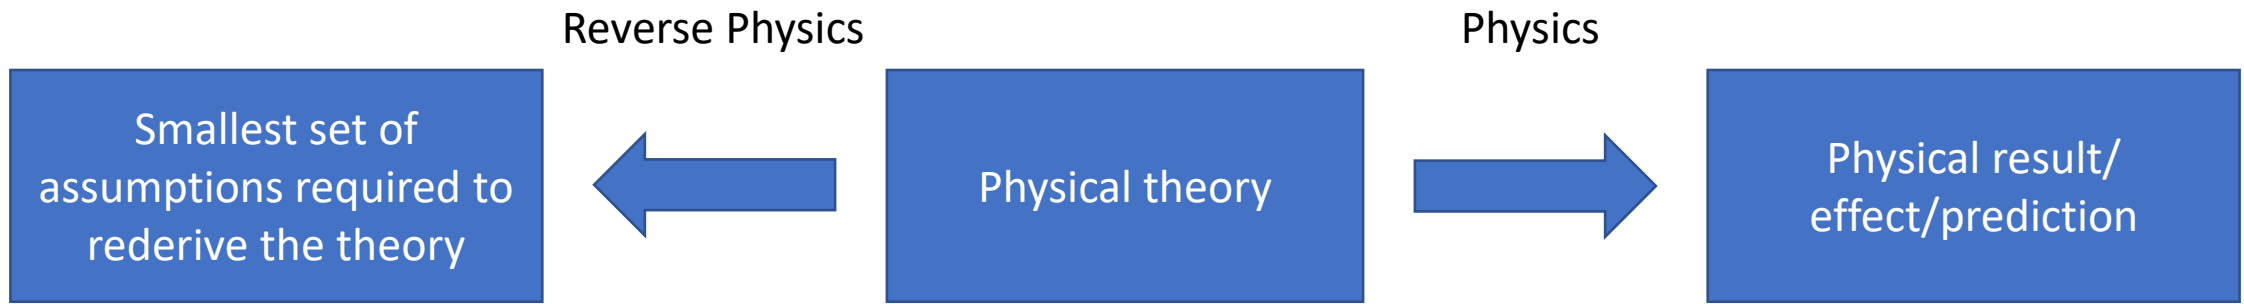 Reverse Physics
Physics
Smallest set of
assumptions required to
rederive the theory
Physical theory
Physical result/
effect/prediction